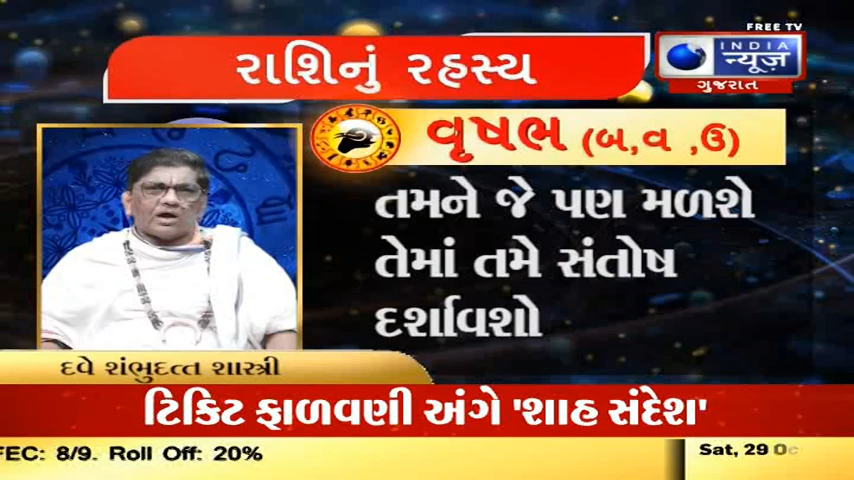 FREE TV
રાશિનું રહસ્ય
INDIA
न्यूज़
ગુજરાત
વૃષભ (બ,વ ,ઉ)
તમને જે પણ મળશે
તેમાં તમે સંતોષ
દર્શાવશો
દવે શંભુદત્ત શાસ્ત્રી
ટિકિટ ફાળવણી અંગે 'શાહ સંદેશ'
FEC: 8/9. Roll Off: 20%
Sat, 29 Oc